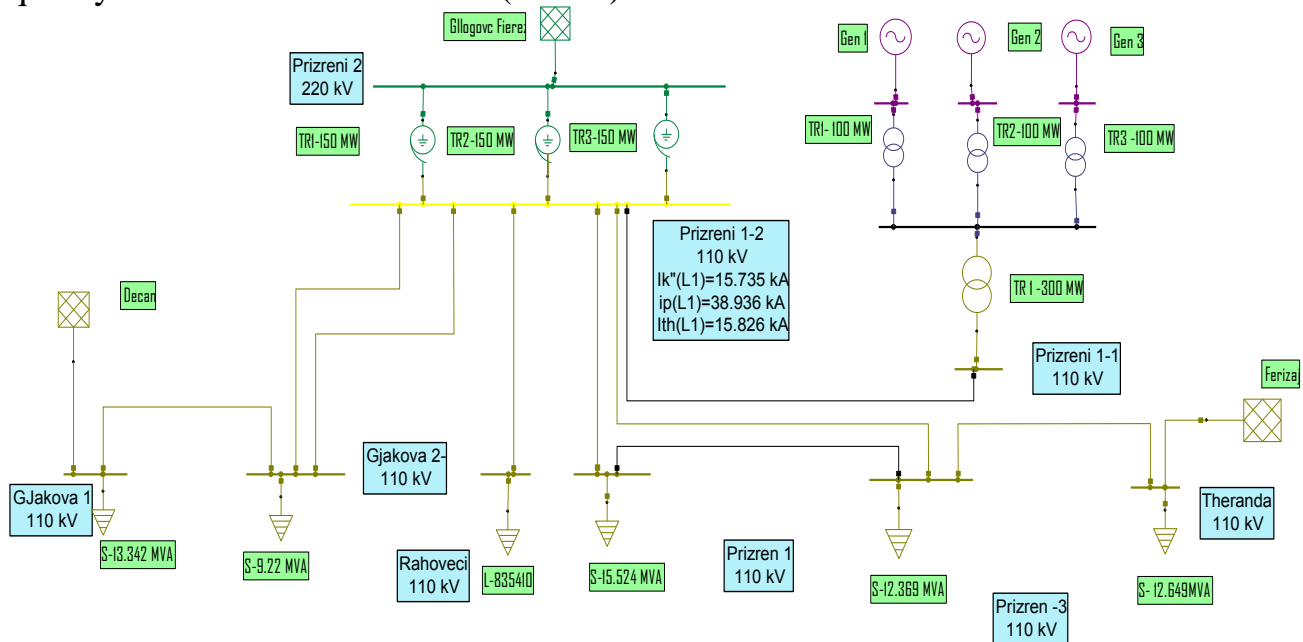 Gllogovc Fierez
Gen 1
Gen 2
Gen 3
Prizreni 2
220 kV
TR1-150 MW
TR2-150 MW
TR3-150 MW
TR1- 100 MW
TR2-100 MW
TR3 -100 MW
Prizreni 1-2
110 kV
Ik"(L1)=15.735 kA
ip(L1)=38.936 kA
Ith(L1)=15.826 kA
TR 1 -300 MW
Decan
Prizreni 1-1
110 kV
Ferizaj
Gjakova 2-
110 kV
GJakova 1
110 kV
Theranda
110 kV
S-13.342 MVA
S-9.22 MVA
Rahoveci
110 kV
L-835410
S-15.524 MVA
Prizren 1
110 kV
S-12.369 MVA
S- 12.649MVA
Prizren -3
110 kV